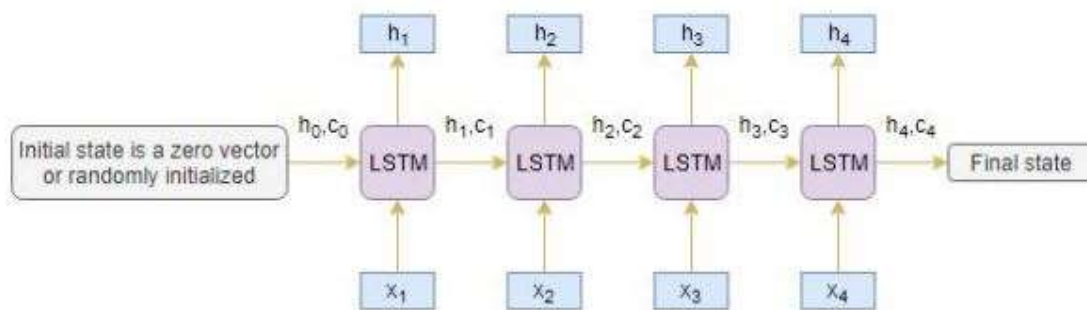 h₁ h₂ h₃ h₄
h₀,c₀ h₁,c₁ h₂,c₂ h₃,c₃ h₄,c₄
Initial state is a zero vector
or randomly initialized
LSTM LSTM LSTM LSTM
Final state
x₁ x₂ x₃ x₄